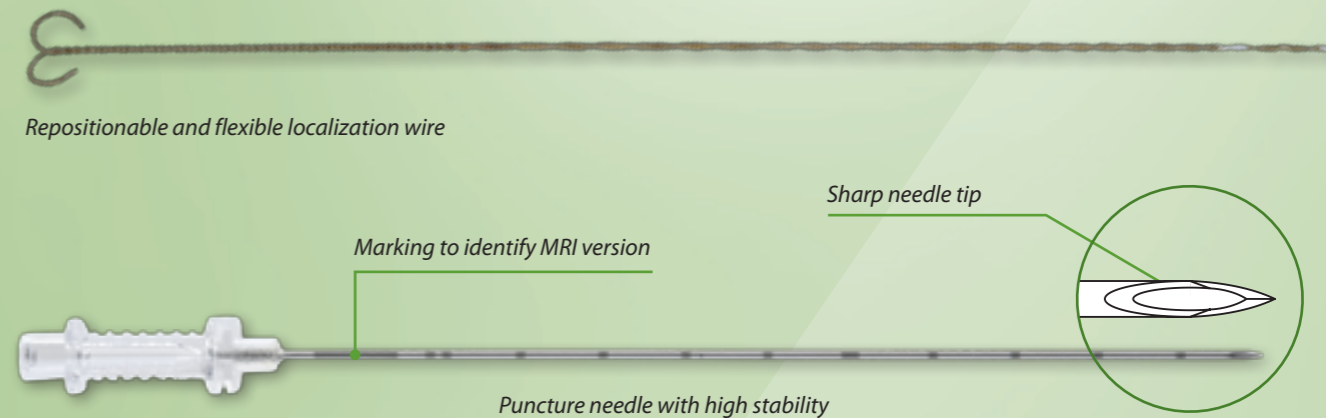 Repositionable and flexible localization wire
Sharp needle tip
Marking to identify MRI version
Puncture needle with high stability